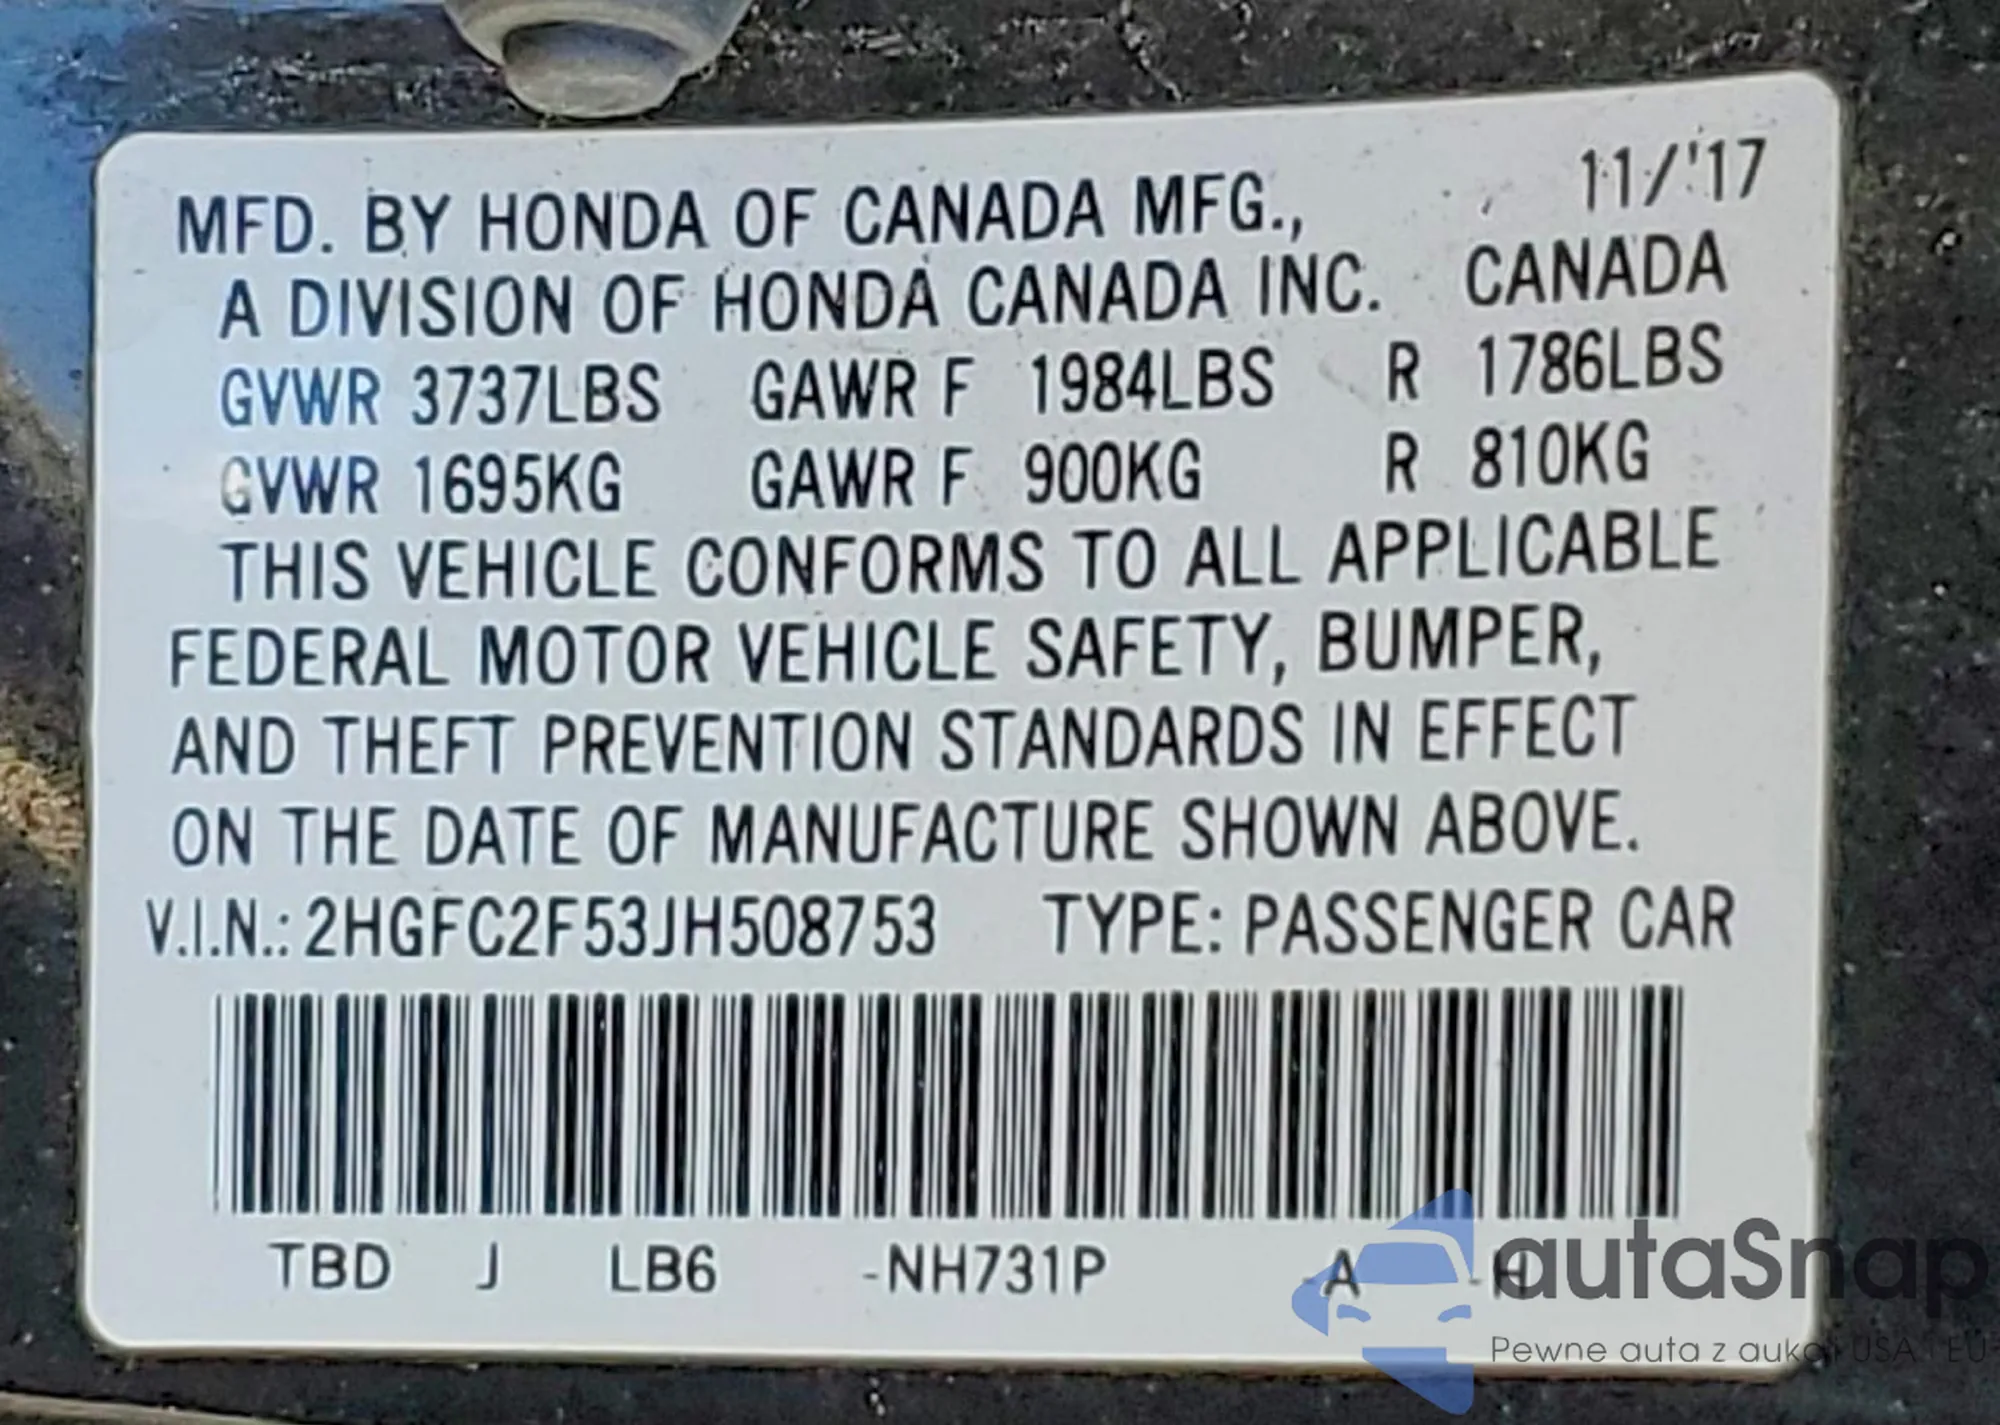 11/'17
MFD. BY HONDA OF CANADA MFG.,
A DIVISION OF HONDA CANADA INC. CANADA
GVWR 3737LBS GAWR F 1984LBS R 1786LBS
GVWR 1695KG GAWR F 900KG R 810KG
THIS VEHICLE CONFORMS TO ALL APPLICABLE
FEDERAL MOTOR VEHICLE SAFETY, BUMPER,
AND THEFT PREVENTION STANDARDS IN EFFECT
ON THE DATE OF MANUFACTURE SHOWN ABOVE.
V.I.N.: 2HGFC2F53JH508753 TYPE: PASSENGER CAR
TBD J LB6 -NH731P -A -H
autaSnap
Pewne auta z aukcji USA i EU